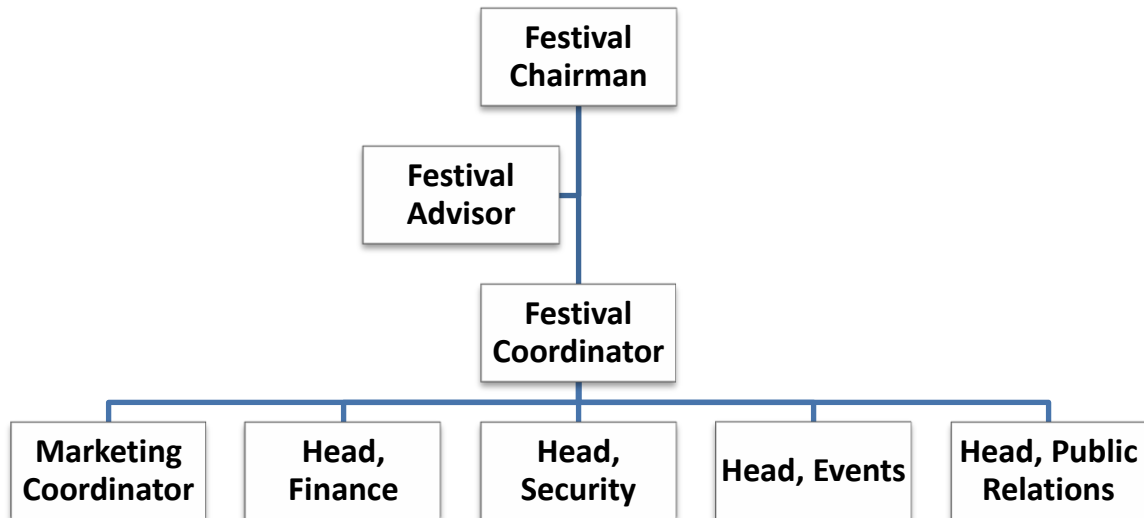 Festival
Chairman
Festival
Advisor
Festival
Coordinator
Marketing
Coordinator
Head,
Finance
Head,
Security
Head, Events
Head, Public
Relations